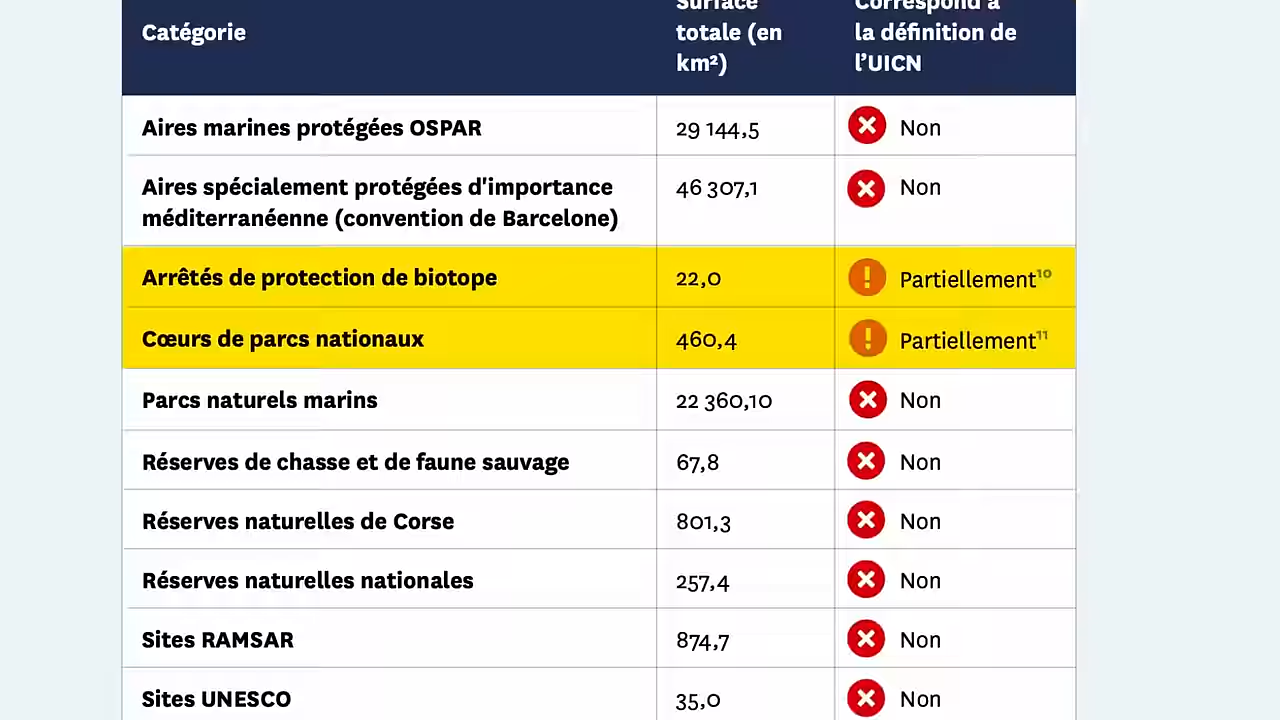 Surface
Correspond à
Catégorie
totale (en
la définition de
km²)
l'UICN
Aires marines protégées OSPAR
29 144,5
Non
Aires spécialement protégées d'importance
46 307,1
Non
méditerranéenne (convention de Barcelone)
Arrêtés de protection de biotope
22,0
Partiellement¹⁰
Cœurs de parcs nationaux
460,4
Partiellement¹¹
Parcs naturels marins
22 360,10
Non
Réserves de chasse et de faune sauvage
67,8
Non
Réserves naturelles de Corse
801,3
Non
Réserves naturelles nationales
257,4
Non
Sites RAMSAR
874,7
Non
Sites UNESCO
35,0
Non